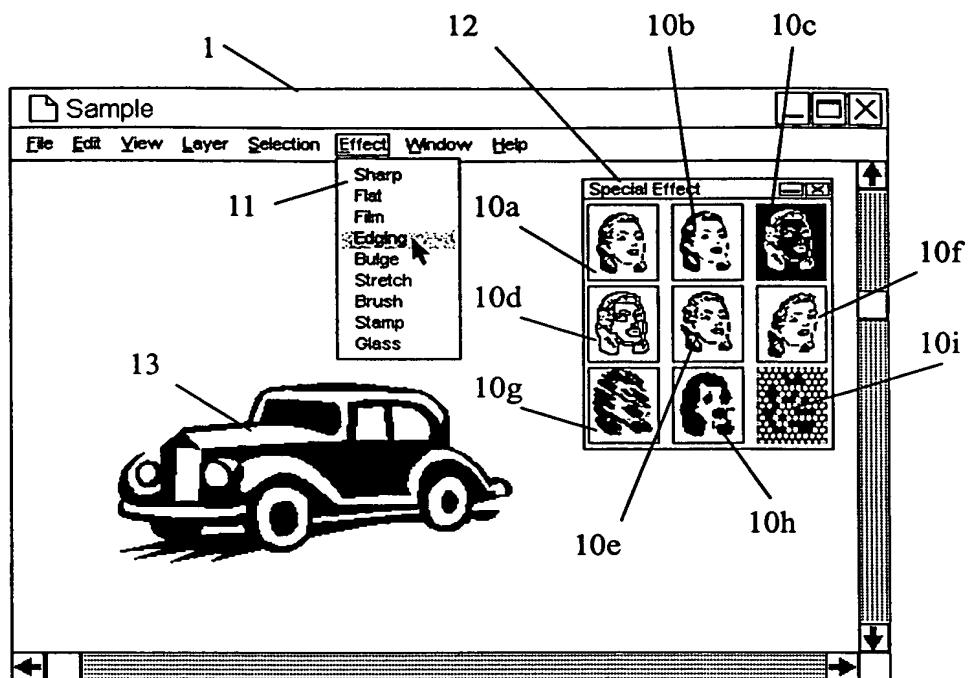 12 10b 10c
1
Sample
File Edit View Layer Selection Effect Window Help
Sharp
Flat
Film
Edging
Bulge
Stretch
Brush
Stamp
Glass
11
Special Effect
10a
10f
10d
10i
13
10g
10h
10e